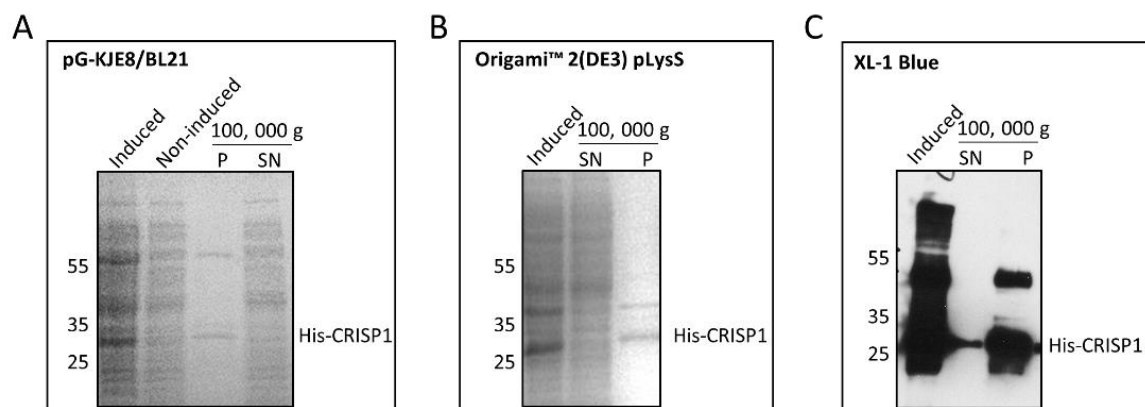 A
pG-KJE8/BL21
Induced
Non-induced
100, 000 g
P SN
55
35
25
His-CRISP1
B
Origami™ 2(DE3) pLysS
Induced
100, 000 g
SN P
55
35
25
His-CRISP1
C
XL-1 Blue
Induced
100, 000 g
SN P
55
35
25
His-CRISP1